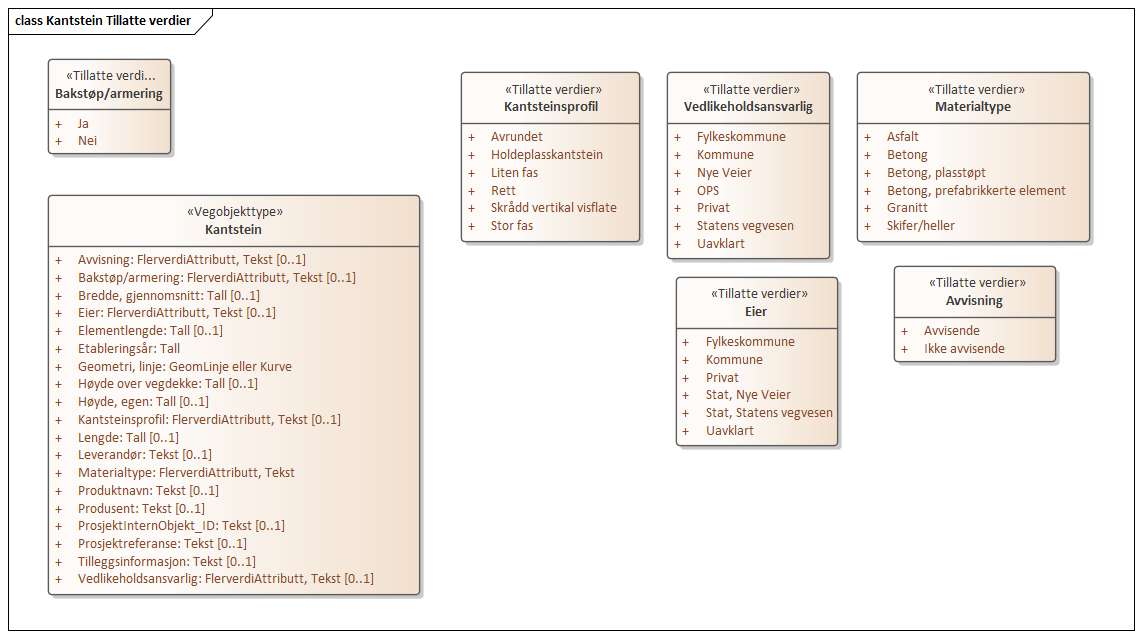 class Kantstein Tillatte verdier
«Tillatte verdi...
Bakstøp/armering
+ Ja
+ Nei
«Vegobjekttype»
Kantstein
+ Avvisning: FlerverdiAttributt, Tekst [0..1]
+ Bakstøp/armering: FlerverdiAttributt, Tekst [0..1]
+ Bredde, gjennomsnitt: Tall [0..1]
+ Eier: FlerverdiAttributt, Tekst [0..1]
+ Elementlengde: Tall [0..1]
+ Etableringsår: Tall
+ Geometri, linje: GeomLinje eller Kurve
+ Høyde over vegdekke: Tall [0..1]
+ Høyde, egen: Tall [0..1]
+ Kantsteinsprofil: FlerverdiAttributt, Tekst [0..1]
+ Lengde: Tall [0..1]
+ Leverandør: Tekst [0..1]
+ Materialtype: FlerverdiAttributt, Tekst
+ Produktnavn: Tekst [0..1]
+ Produsent: Tekst [0..1]
+ ProsjektInternObjekt_ID: Tekst [0..1]
+ Prosjektreferanse: Tekst [0..1]
+ Tilleggsinformasjon: Tekst [0..1]
+ Vedlikeholdsansvarlig: FlerverdiAttributt, Tekst [0..1]
«Tillatte verdier»
Kantsteinsprofil
+ Avrundet
+ Holdeplasskantstein
+ Liten fas
+ Rett
+ Skrådd vertikal visflate
+ Stor fas
«Tillatte verdier»
Vedlikeholdsansvarlig
+ Fylkeskommune
+ Kommune
+ Nye Veier
+ OPS
+ Privat
+ Statens vegvesen
+ Uavklart
«Tillatte verdier»
Materialtype
+ Asfalt
+ Betong
+ Betong, plasstøpt
+ Betong, prefabrikkerte element
+ Granitt
+ Skifer/heller
«Tillatte verdier»
Eier
+ Fylkeskommune
+ Kommune
+ Privat
+ Stat, Nye Veier
+ Stat, Statens vegvesen
+ Uavklart
«Tillatte verdier»
Avvisning
+ Avvisende
+ Ikke avvisende